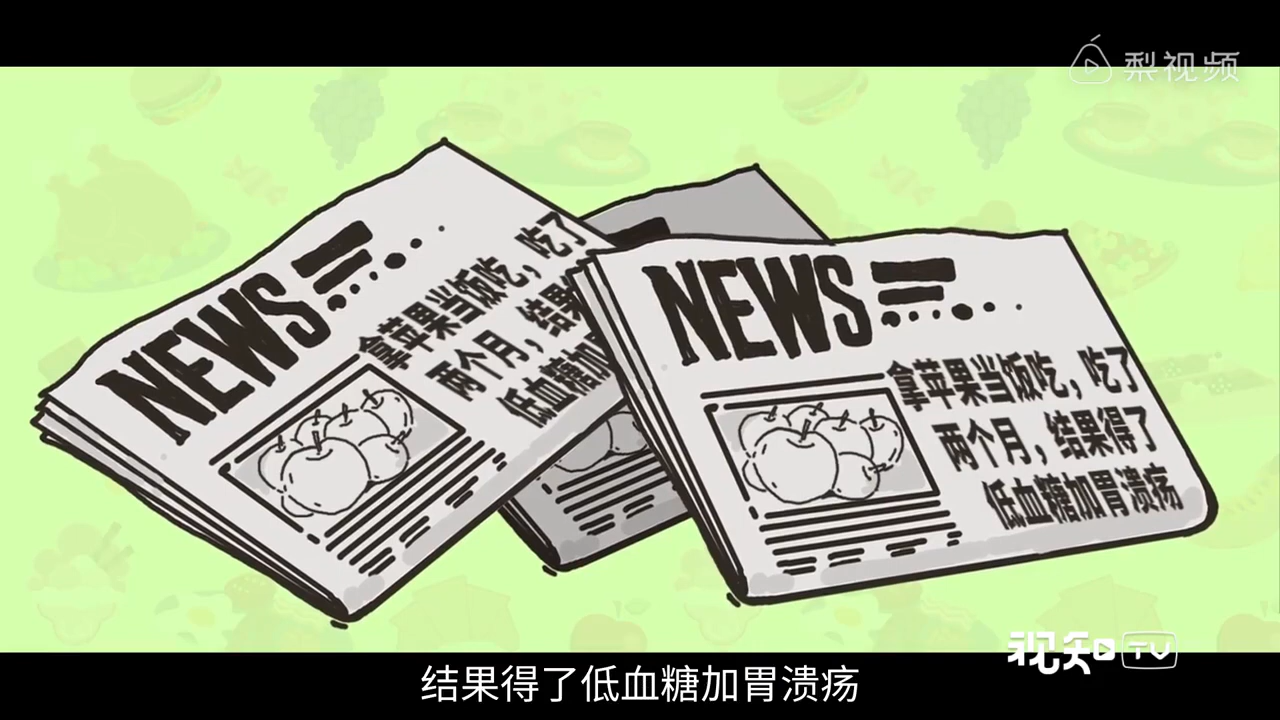 梨视频
NEWS
拿苹果当饭吃，吃了
两个月，结果
低血糖加
NEWS
拿苹果当饭吃，吃了
两个月，结果得了
低血糖加胃溃疡
视知TV
结果得了低血糖加胃溃疡